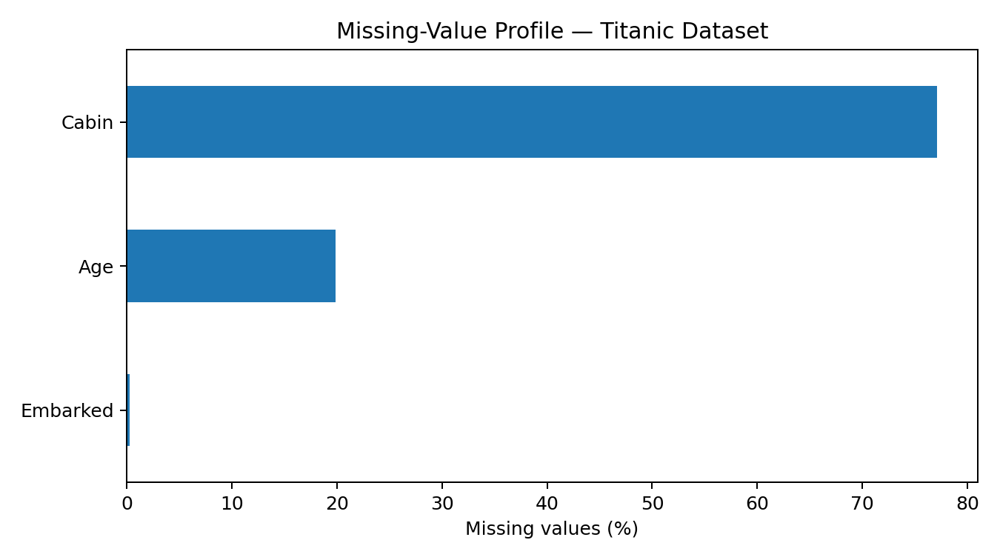 Missing-Value Profile — Titanic Dataset
Cabin
Age
Embarked
0 10 20 30 40 50 60 70 80
Missing values (%)